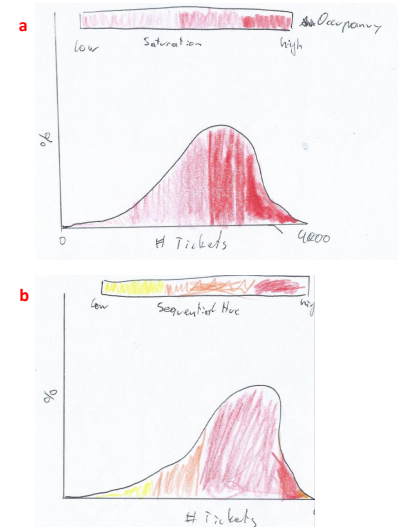 a
Occupancy
low Saturation high
%
0 4000
# Tickets
b
low Sequential Hue high
%
# Tickets